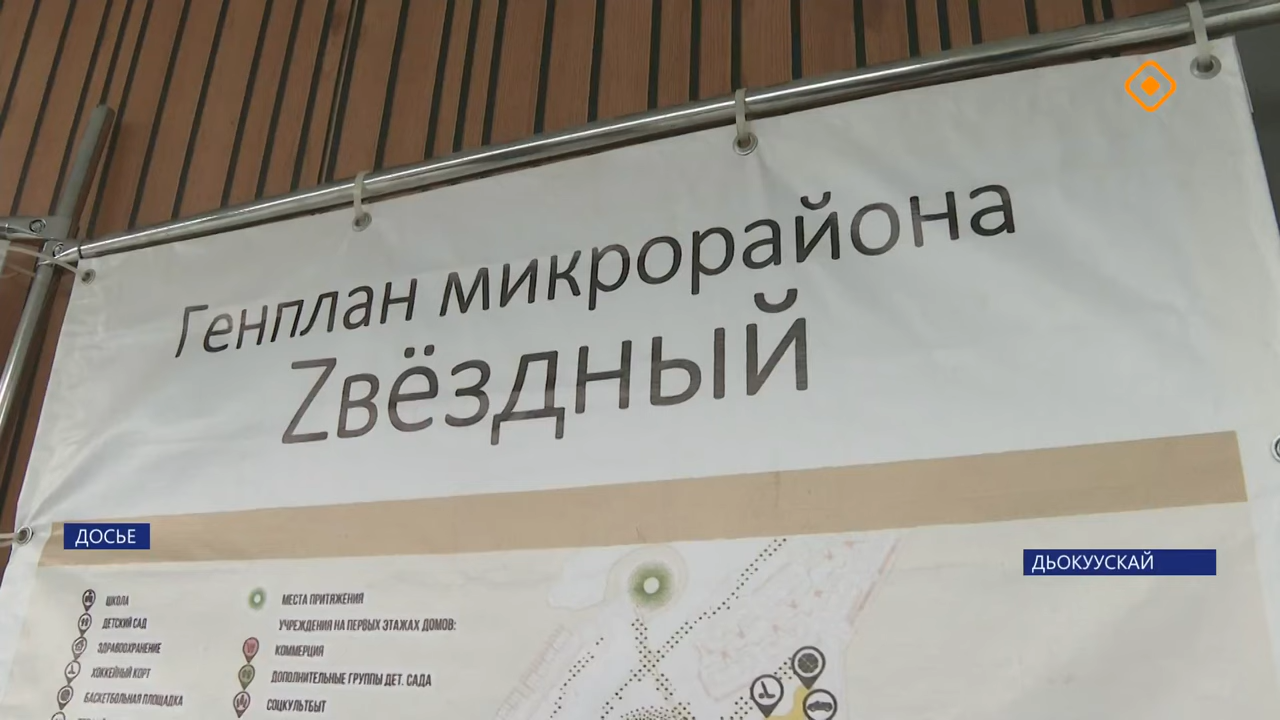 Генплан микрорайона
Zвёздный
ДОСЬЕ
ДЬОКУУСКАЙ
ШКОЛА
ДЕТСКИЙ САД
ЗДРАВООХРАНЕНИЕ
ХОККЕЙНЫЙ КОРТ
БАСКЕТБОЛЬНАЯ ПЛОЩАДКА
МЕСТА ПРИТЯЖЕНИЯ
УЧРЕЖДЕНИЯ НА ПЕРВЫХ ЭТАЖАХ ДОМОВ:
КОММЕРЦИЯ
ДОПОЛНИТЕЛЬНЫЕ ГРУППЫ ДЕТ. САДА
СОЦКУЛЬТБЫТ